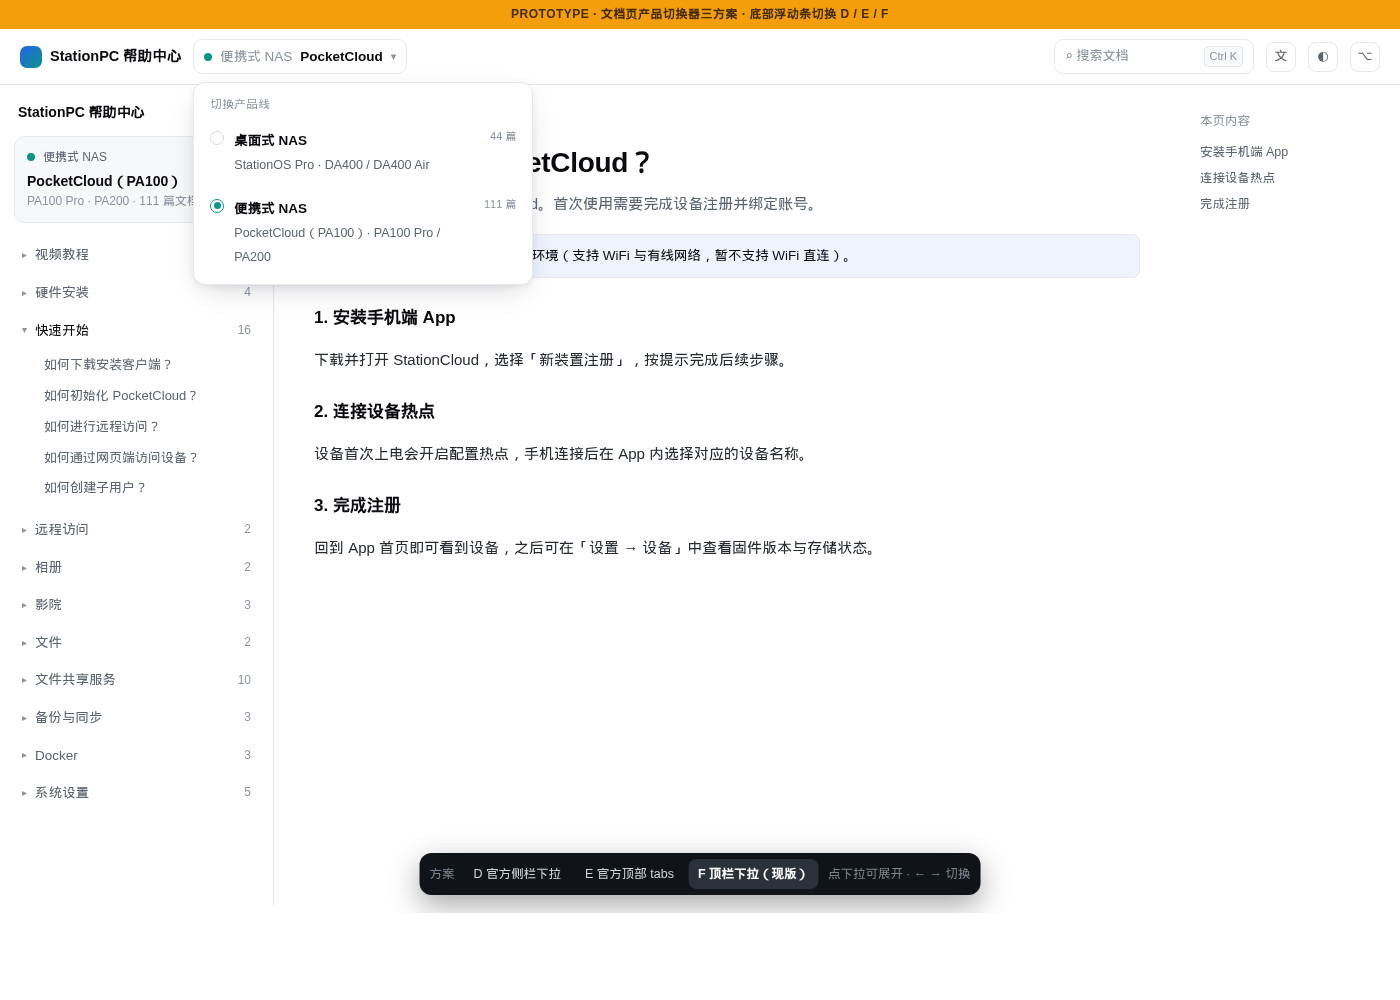 PROTOTYPE · 文档页产品切换器三方案 · 底部浮动条切换 D / E / F
StationPC 帮助中心
便携式 NAS PocketCloud ▾
搜索文档 Ctrl K
文 ◐ ⌥
StationPC 帮助中心
便携式 NAS
PocketCloud（PA100）
PA100 Pro · PA200 · 111 篇文档
切换产品线
桌面式 NAS 44 篇
StationOS Pro · DA400 / DA400 Air
便携式 NAS 111 篇
PocketCloud（PA100）· PA100 Pro /
PA200
▸ 视频教程
▸ 硬件安装 4
▾ 快速开始 16
如何下载安装客户端？
如何初始化 PocketCloud？
如何进行远程访问？
如何通过网页端访问设备？
如何创建子用户？
▸ 远程访问 2
▸ 相册 2
▸ 影院 3
▸ 文件 2
▸ 文件共享服务 10
▸ 备份与同步 3
▸ Docker 3
▸ 系统设置 5
etCloud？
d。首次使用需要完成设备注册并绑定账号。
环境（支持 WiFi 与有线网络，暂不支持 WiFi 直连）。
1. 安装手机端 App
下载并打开 StationCloud，选择「新装置注册」，按提示完成后续步骤。
2. 连接设备热点
设备首次上电会开启配置热点，手机连接后在 App 内选择对应的设备名称。
3. 完成注册
回到 App 首页即可看到设备，之后可在「设置 → 设备」中查看固件版本与存储状态。
本页内容
安装手机端 App
连接设备热点
完成注册
方案 D 官方侧栏下拉 E 官方顶部 tabs F 顶栏下拉（现版） 点下拉可展开 · ← → 切换